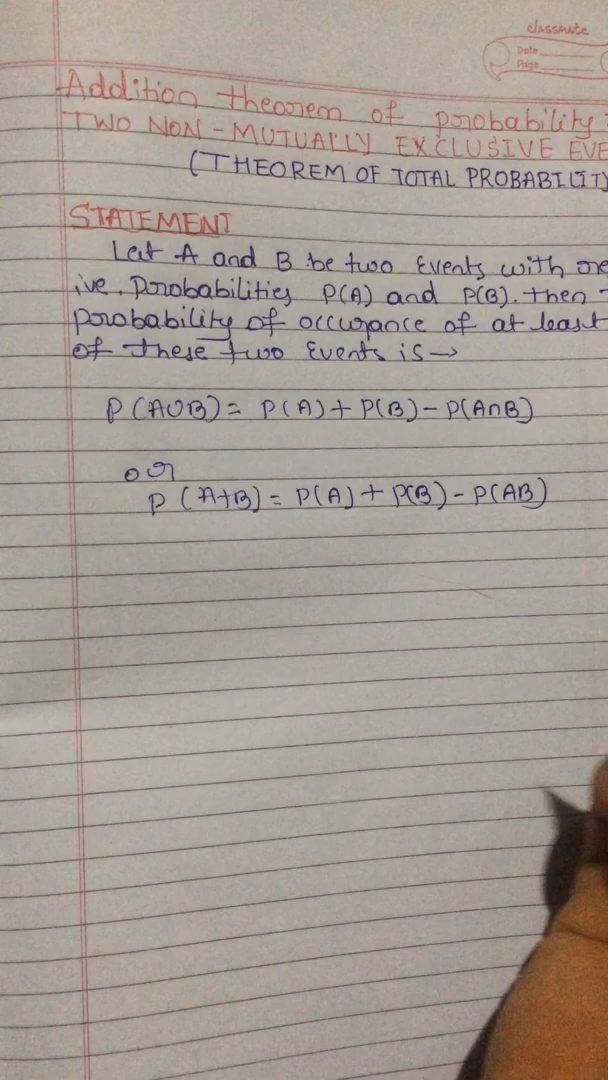 classmate
Date
Page
Addition theorem of probability:
TWO NON-MUTUALLY EXCLUSIVE EVE
(THEOREM OF TOTAL PROBABILITY)
STATEMENT
Let A and B be two Events with re
ive. Probabilities P(A) and P(B). then
probability of occurance of at least
of these two Events is →
P(A∪B) = P(A) + P(B) - P(A∩B)
or
P(A+B) = P(A) + P(B) - P(AB)